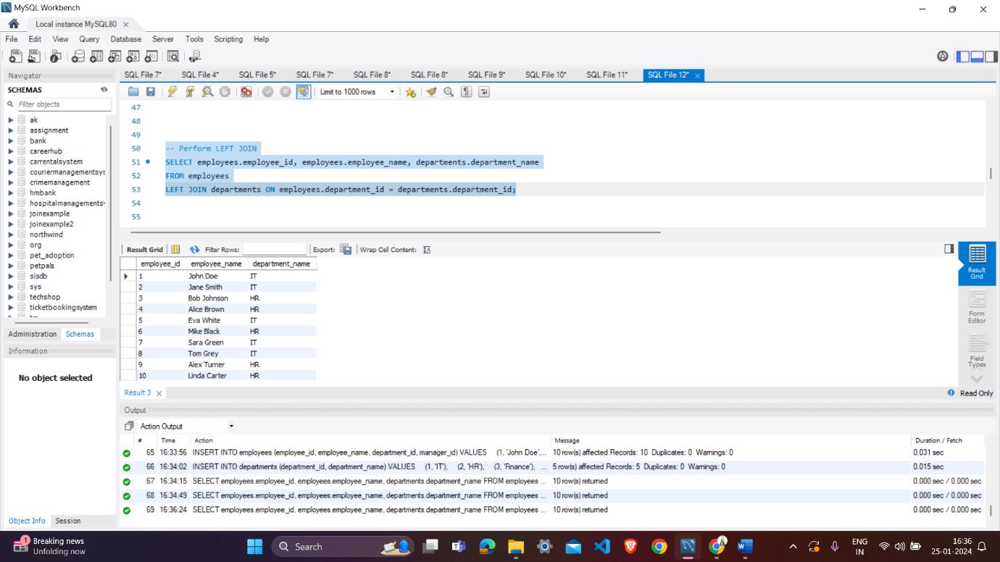 MySQL Workbench
Local instance MySQL80
File Edit View Query Database Server Tools Scripting Help
Navigator
SCHEMAS
Filter objects
ak
assignment
bank
careerhub
carrentalsystem
couriermanagementsys
crimemanagement
hmbank
hospitalmanagementsy
joinexample
joinexample2
northwind
org
pet_adoption
petpals
sisdb
sys
techshop
ticketbookingsystem
Administration Schemas
Information
No object selected
Object Info Session
SQL File 7* SQL File 4* SQL File 5* SQL File 7* SQL File 8* SQL File 8* SQL File 9* SQL File 10* SQL File 11* SQL File 12*
Limit to 1000 rows
47
48
49
50 -- Perform LEFT JOIN
51 SELECT employees.employee_id, employees.employee_name, departments.department_name
52 FROM employees
53 LEFT JOIN departments ON employees.department_id = departments.department_id;
54
55
Result Grid Filter Rows: Export: Wrap Cell Content:
employee_id employee_name department_name
1 John Doe IT
2 Jane Smith IT
3 Bob Johnson HR
4 Alice Brown HR
5 Eva White IT
6 Mike Black HR
7 Sara Green IT
8 Tom Grey IT
9 Alex Turner HR
10 Linda Carter HR
Result Grid
Form Editor
Field Types
Result 3
Read Only
Output
Action Output
# Time Action Message Duration / Fetch
65 16:33:56 INSERT INTO employees (employee_id, employee_name, department_id, manager_id) VALUES (1, 'John Doe',... 10 row(s) affected Records: 10 Duplicates: 0 Warnings: 0 0.031 sec
66 16:34:02 INSERT INTO departments (department_id, department_name) VALUES (1, 'IT'), (2, 'HR'), (3, 'Finance'), ... 5 row(s) affected Records: 5 Duplicates: 0 Warnings: 0 0.015 sec
67 16:34:15 SELECT employees.employee_id, employees.employee_name, departments.department_name FROM employees ... 10 row(s) returned 0.000 sec / 0.000 sec
68 16:34:49 SELECT employees.employee_id, employees.employee_name, departments.department_name FROM employees ... 10 row(s) returned 0.000 sec / 0.000 sec
69 16:36:24 SELECT employees.employee_id, employees.employee_name, departments.department_name FROM employees ... 10 row(s) returned 0.000 sec / 0.000 sec
1
Breaking news
Unfolding now
Search
ENG
IN
16:36
25-01-2024